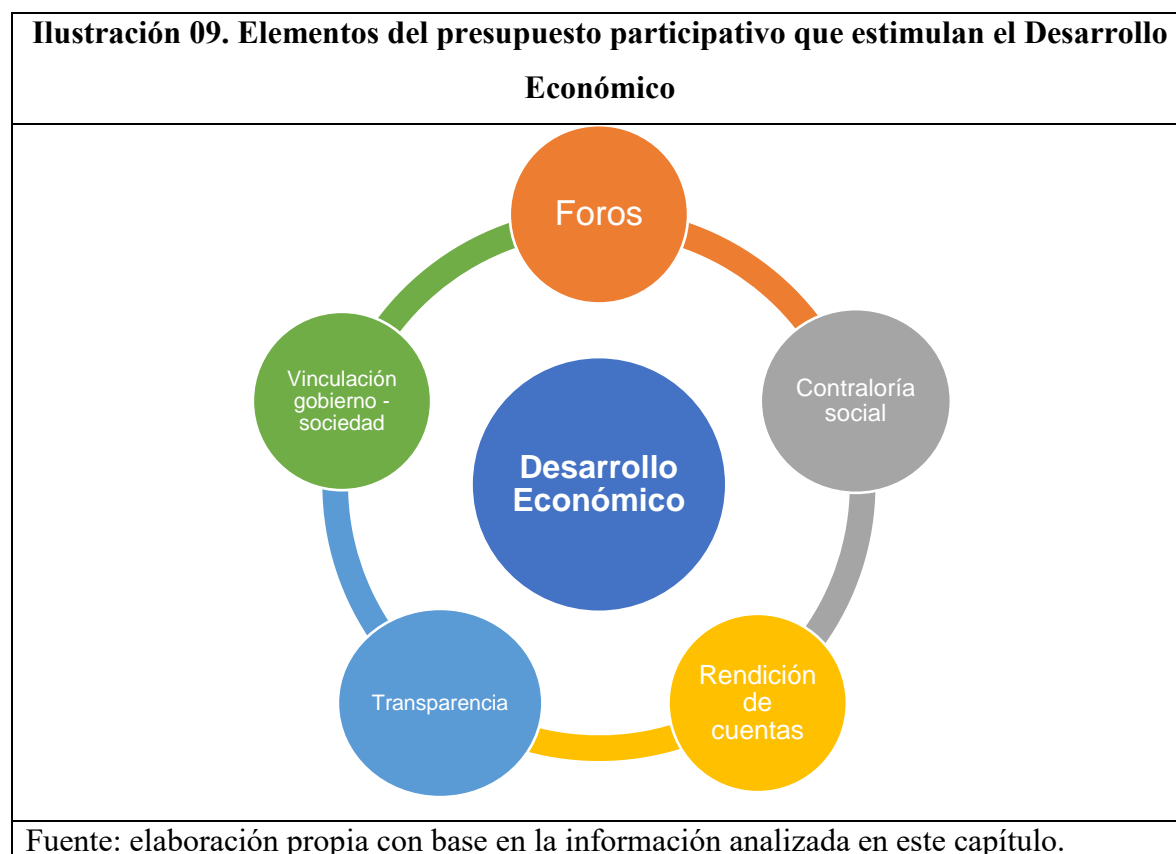 Ilustración 09. Elementos del presupuesto participativo que estimulan el Desarrollo
Económico
Foros
Vinculación
gobierno -
sociedad
Contraloría
social
Desarrollo
Económico
Transparencia
Rendición
de
cuentas
Fuente: elaboración propia con base en la información analizada en este capítulo.